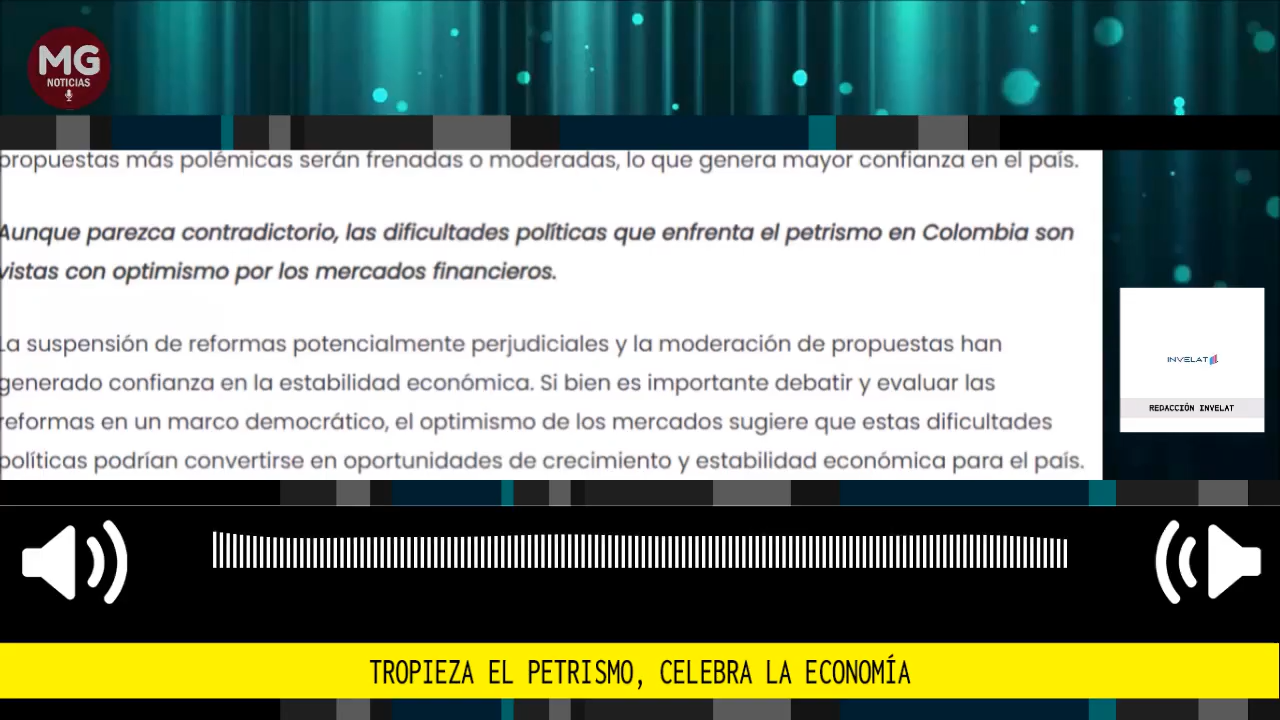 MG
NOTICIAS
propuestas más polémicas serán frenadas o moderadas, lo que genera mayor confianza en el país.
Aunque parezca contradictorio, las dificultades políticas que enfrenta el petrismo en Colombia son
vistas con optimismo por los mercados financieros.
La suspensión de reformas potencialmente perjudiciales y la moderación de propuestas han
generado confianza en la estabilidad económica. Si bien es importante debatir y evaluar las
reformas en un marco democrático, el optimismo de los mercados sugiere que estas dificultades
políticas podrían convertirse en oportunidades de crecimiento y estabilidad económica para el país.
INVELAT
REDACCIÓN INVELAT
TROPIEZA EL PETRISMO, CELEBRA LA ECONOMÍA